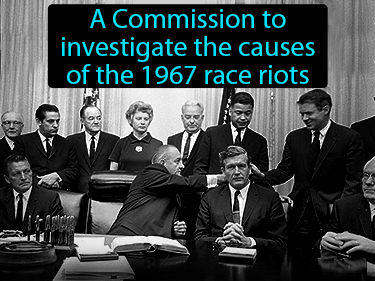 A Commission to
investigate the causes
of the 1967 race riots